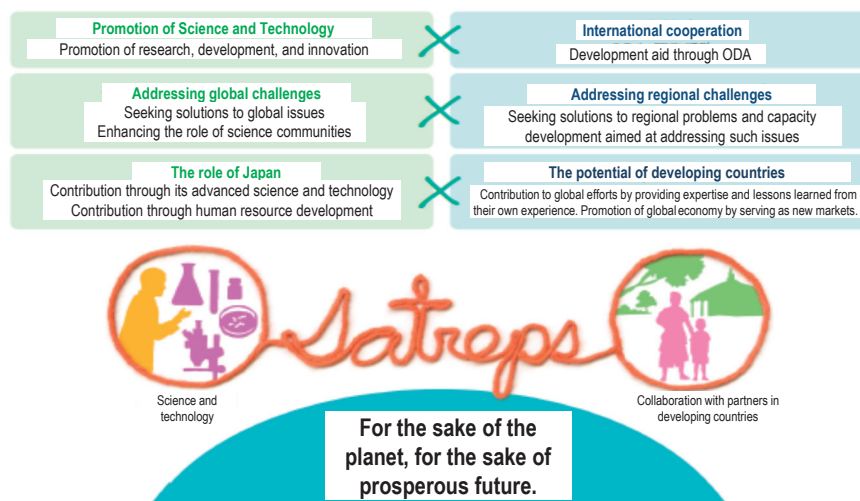 Promotion of Science and Technology
Promotion of research, development, and innovation
International cooperation
Development aid through ODA
Addressing global challenges
Seeking solutions to global issues
Enhancing the role of science communities
Addressing regional challenges
Seeking solutions to regional problems and capacity
development aimed at addressing such issues
The role of Japan
Contribution through its advanced science and technology
Contribution through human resource development
The potential of developing countries
Contribution to global efforts by providing expertise and lessons learned from
their own experience. Promotion of global economy by serving as new markets.
satreps
Science and
technology
Collaboration with partners in
developing countries
For the sake of the
planet, for the sake of
prosperous future.